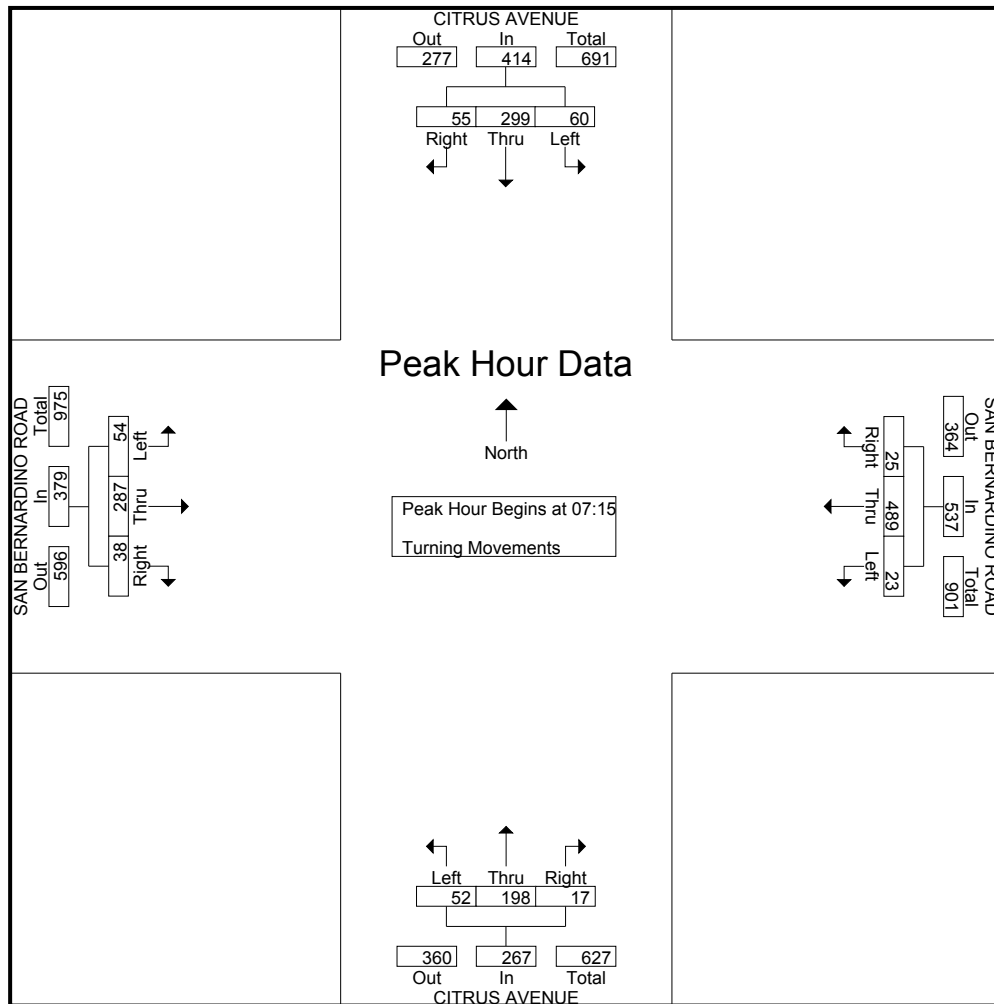 CITRUS AVENUE
Out In Total
277 414 691
55 299 60
Right Thru Left
Peak Hour Data
North
Peak Hour Begins at 07:15
Turning Movements
SAN BERNARDINO ROAD
Out In Total
596 379 975
54 287 38
Left Thru Right
SAN BERNARDINO ROAD
Out In Total
364 537 901
25 489 23
Right Thru Left
Left Thru Right
52 198 17
360 267 627
Out In Total
CITRUS AVENUE